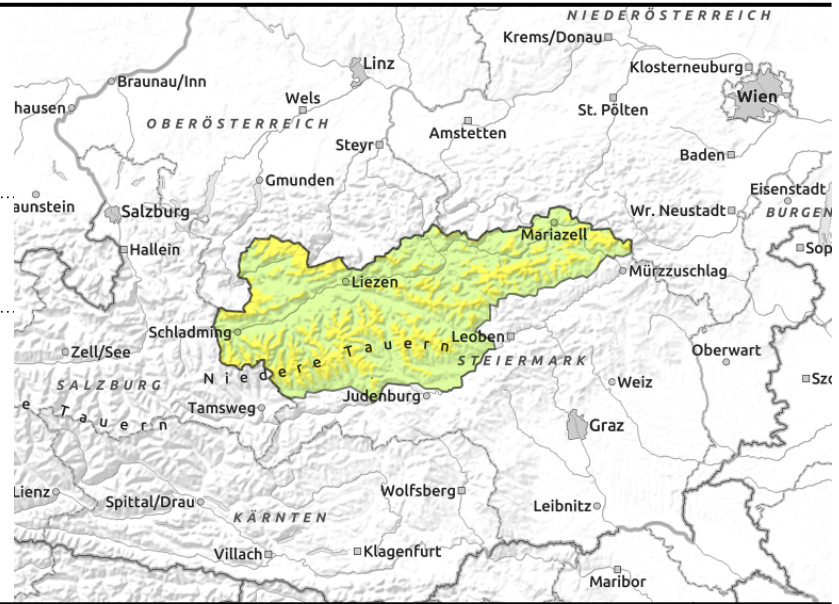 NIEDERÖSTERREICH
Krems/Donau
Linz
Klosterneuburg
Braunau/Inn
Wien
hausen
Wels
St. Pölten
OBERÖSTERREICH
Amstetten
Steyr
Baden
Gmunden
Eisenstadt
aunstein
Salzburg
Wr. Neustadt
BURGEN
Mariazell
Hallein
Sop
Mürzzuschlag
Liezen
Schladming
Leoben
Niedere Tauern
Zell/See
STEIERMARK
Oberwart
SALZBURG
Weiz
Szo
Judenburg
Tamsweg
e Tauern
Graz
Lienz
Wolfsberg
Spittal/Drau
Leibnitz
KÄRNTEN
Villach
Klagenfurt
Maribor